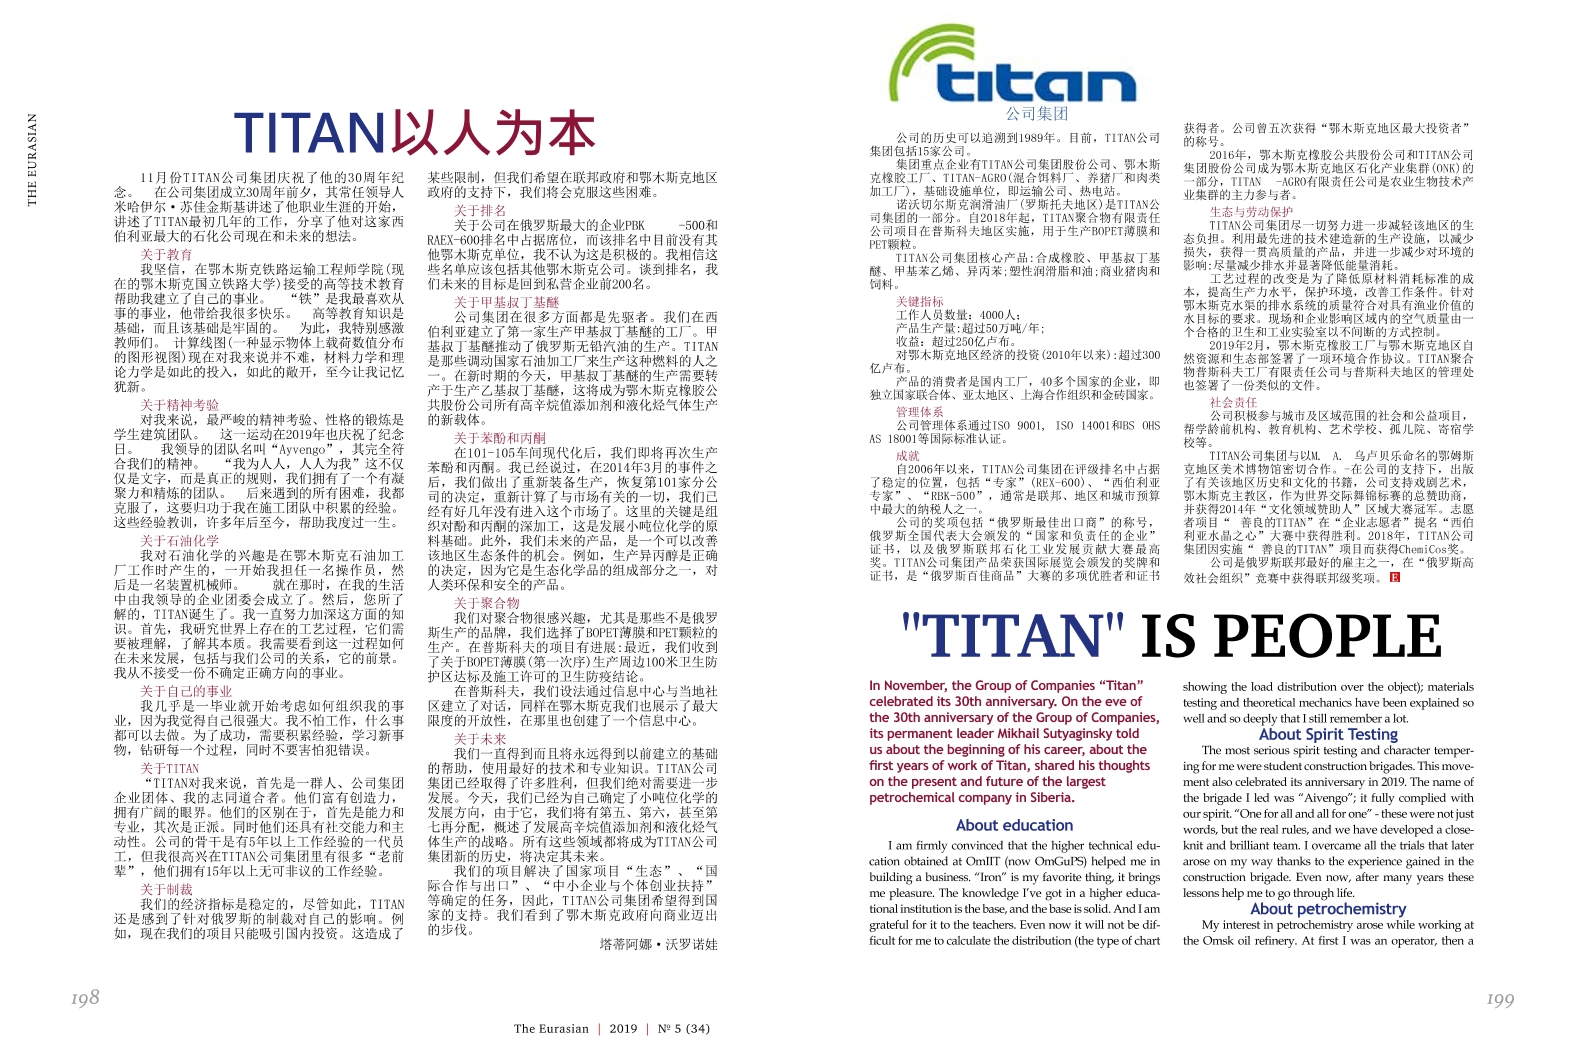 THE EURASIAN
TITAN以人为本
11月份TITAN公司集团庆祝了他的30周年纪
念。 在公司集团成立30周年前夕，其常任领导人
米哈伊尔·苏佳金斯基讲述了他职业生涯的开始，
讲述了TITAN最初几年的工作，分享了他对这家西
伯利亚最大的石化公司现在和未来的想法。
关于教育
我坚信，在鄂木斯克铁路运输工程师学院(现
在的鄂木斯克国立铁路大学)接受的高等技术教育
帮助我建立了自己的事业。 “铁”是我最喜欢从
事的事业，他带给我很多快乐。 高等教育知识是
基础，而且该基础是牢固的。 为此，我特别感激
教师们。 计算线图(一种显示物体上载荷数值分布
的图形视图)现在对我来说并不难，材料力学和理
论力学是如此的投入，如此的敞开，至今让我记忆
犹新。
关于精神考验
对我来说，最严峻的精神考验、性格的锻炼是
学生建筑团队。 这一运动在2019年也庆祝了纪念
日。 我领导的团队名叫“Ayvengo”，其完全符
合我们的精神。 “我为人人，人人为我”这不仅
仅是文字，而是真正的规则，我们拥有了一个有凝
聚力和精炼的团队。 后来遇到的所有困难，我都
克服了，这要归功于我在施工团队中积累的经验。
这些经验教训，许多年后至今，帮助我度过一生。
关于石油化学
我对石油化学的兴趣是在鄂木斯克石油加工
厂工作时产生的，一开始我担任一名操作员，然
后是一名装置机械师。 就在那时，在我的生活
中由我领导的企业团委会成立了。然后，您所了
解的，TITAN诞生了。我一直努力加深这方面的知
识。首先，我研究世界上存在的工艺过程，它们需
要被理解，了解其本质。我需要看到这一过程如何
在未来发展，包括与我们公司的关系，它的前景。
我从不接受一份不确定正确方向的事业。
关于自己的事业
我几乎是一毕业就开始考虑如何组织我的事
业，因为我觉得自己很强大。我不怕工作，什么事
都可以去做。为了成功，需要积累经验，学习新事
物，钻研每一个过程，同时不要害怕犯错误。
关于TITAN
“TITAN对我来说，首先是一群人、公司集团
企业团体、我的志同道合者。他们富有创造力，
拥有广阔的眼界。他们的区别在于，首先是能力和
专业，其次是正派。同时他们还具有社交能力和主
动性。公司的骨干是有5年以上工作经验的一代员
工，但我很高兴在TITAN公司集团里有很多“老前
辈”，他们拥有15年以上无可非议的工作经验。
关于制裁
我们的经济指标是稳定的，尽管如此，TITAN
还是感到了针对俄罗斯的制裁对自己的影响。例
如，现在我们的项目只能吸引国内投资。这造成了
某些限制，但我们希望在联邦政府和鄂木斯克地区
政府的支持下，我们将会克服这些困难。
关于排名
关于公司在俄罗斯最大的企业PBK -500和
RAEX-600排名中占据席位，而该排名中目前没有其
他鄂木斯克单位，我不认为这是积极的。我相信这
些名单应该包括其他鄂木斯克公司。谈到排名，我
们未来的目标是回到私营企业前200名。
关于甲基叔丁基醚
公司集团在很多方面都是先驱者。我们在西
伯利亚建立了第一家生产甲基叔丁基醚的工厂。甲
基叔丁基醚推动了俄罗斯无铅汽油的生产。TITAN
是那些调动国家石油加工厂来生产这种燃料的人之
一。在新时期的今天，甲基叔丁基醚的生产需要转
产于生产乙基叔丁基醚，这将成为鄂木斯克橡胶公
共股份公司所有高辛烷值添加剂和液化烃气体生产
的新载体。
关于苯酚和丙酮
在101-105车间现代化后，我们即将再次生产
苯酚和丙酮。我已经说过，在2014年3月的事件之
后，我们做出了重新装备生产，恢复第101家分公
司的决定，重新计算了与市场有关的一切，我们已
经有好几年没有进入这个市场了。这里的关键是组
织对酚和丙酮的深加工，这是发展小吨位化学的原
料基础。此外，我们未来的产品，是一个可以改善
该地区生态条件的机会。例如，生产异丙醇是正确
的决定，因为它是生态化学品的组成部分之一，对
人类环保和安全的产品。
关于聚合物
我们对聚合物很感兴趣，尤其是那些不是俄罗
斯生产的品牌，我们选择了BOPET薄膜和PET颗粒的
生产。在普斯科夫的项目有进展:最近，我们收到
了关于BOPET薄膜(第一次序)生产周边100米卫生防
护区达标及施工许可的卫生防疫结论。
在普斯科夫，我们设法通过信息中心与当地社
区建立了对话，同样在鄂木斯克我们也展示了最大
限度的开放性，在那里也创建了一个信息中心。
关于未来
我们一直得到而且将永远得到以前建立的基础
的帮助，使用最好的技术和专业知识。TITAN公司
集团已经取得了许多胜利，但我们绝对需要进一步
发展。今天，我们已经为自己确定了小吨位化学的
发展方向，由于它，我们将有第五、第六，甚至第
七再分配，概述了发展高辛烷值添加剂和液化烃气
体生产的战略。所有这些领域都将成为TITAN公司
集团新的历史，将决定其未来。
我们的项目解决了国家项目“生态”、“国
际合作与出口”、“中小企业与个体创业扶持”
等确定的任务，因此，TITAN公司集团希望得到国
家的支持。我们看到了鄂木斯克政府向商业迈出
的步伐。
塔蒂阿娜·沃罗诺娃
198
The Eurasian | 2019 | № 5 (34)
titan
公司集团
公司的历史可以追溯到1989年。目前，TITAN公司
集团包括15家公司。
集团重点企业有TITAN公司集团股份公司、鄂木斯
克橡胶工厂、TITAN-AGRO(混合饵料厂、养猪厂和肉类
加工厂)，基础设施单位，即运输公司、热电站。
诺沃切尔斯克润滑油厂(罗斯托夫地区)是TITAN公
司集团的一部分。自2018年起，TITAN聚合物有限责任
公司项目在普斯科夫地区实施，用于生产BOPET薄膜和
PET颗粒。
TITAN公司集团核心产品:合成橡胶、甲基叔丁基
醚、甲基苯乙烯、异丙苯;塑性润滑脂和油;商业猪肉和
饲料。
关键指标
工作人员数量：4000人；
产品生产量:超过50万吨/年；
收益：超过250亿卢布。
对鄂木斯克地区经济的投资(2010年以来):超过300
亿卢布。
产品的消费者是国内工厂，40多个国家的企业，即
独立国家联合体、亚太地区、上海合作组织和金砖国家。
管理体系
公司管理体系通过ISO 9001, ISO 14001和BS OHS
AS 18001等国际标准认证。
成就
自2006年以来，TITAN公司集团在评级排名中占据
了稳定的位置，包括“专家”(REX-600)、“西伯利亚
专家”、“RBK-500”，通常是联邦、地区和城市预算
中最大的纳税人之一。
公司的奖项包括“俄罗斯最佳出口商”的称号，
俄罗斯全国代表大会颁发的“国家和负责任的企业”
证书，以及俄罗斯联邦石化工业发展贡献大赛最高
奖。TITAN公司集团产品荣获国际展览会颁发的奖牌和
证书，是“俄罗斯百佳商品”大赛的多项优胜者和证书
获得者。公司曾五次获得“鄂木斯克地区最大投资者”
的称号。
2016年，鄂木斯克橡胶公共股份公司和TITAN公司
集团股份公司成为鄂木斯克地区石化产业集群(ONK)的
一部分，TITAN -AGRO有限责任公司是农业生物技术产
业集群的主力参与者。
生态与劳动保护
TITAN公司集团尽一切努力进一步减轻该地区的生
态负担。利用最先进的技术建造新的生产设施，以减少
损失，获得一贯高质量的产品，并进一步减少对环境的
影响:尽量减少排水并显著降低能量消耗。
工艺过程的改变是为了降低原材料消耗标准的成
本，提高生产力水平，保护环境，改善工作条件。针对
鄂木斯克水渠的排水系统的质量符合对具有渔业价值的
水目标的要求。现场和企业影响区域内的空气质量由一
个合格的卫生和工业实验室以不间断的方式控制。
2019年2月，鄂木斯克橡胶工厂与鄂木斯克地区自
然资源和生态部签署了一项环境合作协议。TITAN聚合
物普斯科夫工厂有限责任公司与普斯科夫地区的管理处
也签署了一份类似的文件。
社会责任
公司积极参与城市及区域范围的社会和公益项目，
帮学龄前机构、教育机构、艺术学校、孤儿院、寄宿学
校等。
TITAN公司集团与以M. A. 乌卢贝乐命名的鄂姆斯
克地区美术博物馆密切合作。-在公司的支持下，出版
了有关该地区历史和文化的书籍，公司支持戏剧艺术，
鄂木斯克主教区，作为世界交际舞锦标赛的总赞助商，
并获得2014年“文化领域赞助人”区域大赛冠军。志愿
者项目“ 善良的TITAN”在“企业志愿者”提名“西伯
利亚水晶之心”大赛中获得胜利。2018年，TITAN公司
集团因实施“ 善良的TITAN”项目而获得ChemiCos奖。
公司是俄罗斯联邦最好的雇主之一，在“俄罗斯高
效社会组织”竞赛中获得联邦级奖项。 E
"TITAN" IS PEOPLE
In November, the Group of Companies “Titan”
celebrated its 30th anniversary. On the eve of
the 30th anniversary of the Group of Companies,
its permanent leader Mikhail Sutyaginsky told
us about the beginning of his career, about the
first years of work of Titan, shared his thoughts
on the present and future of the largest
petrochemical company in Siberia.
About education
I am firmly convinced that the higher technical edu-
cation obtained at OmIIT (now OmGuPS) helped me in
building a business. “Iron” is my favorite thing, it brings
me pleasure. The knowledge I’ve got in a higher educa-
tional institution is the base, and the base is solid. And I am
grateful for it to the teachers. Even now it will not be dif-
ficult for me to calculate the distribution (the type of chart
showing the load distribution over the object); materials
testing and theoretical mechanics have been explained so
well and so deeply that I still remember a lot.
About Spirit Testing
The most serious spirit testing and character temper-
ing for me were student construction brigades. This move-
ment also celebrated its anniversary in 2019. The name of
the brigade I led was “Aivengo”; it fully complied with
our spirit. “One for all and all for one” - these were not just
words, but the real rules, and we have developed a close-
knit and brilliant team. I overcame all the trials that later
arose on my way thanks to the experience gained in the
construction brigade. Even now, after many years these
lessons help me to go through life.
About petrochemistry
My interest in petrochemistry arose while working at
the Omsk oil refinery. At first I was an operator, then a
199